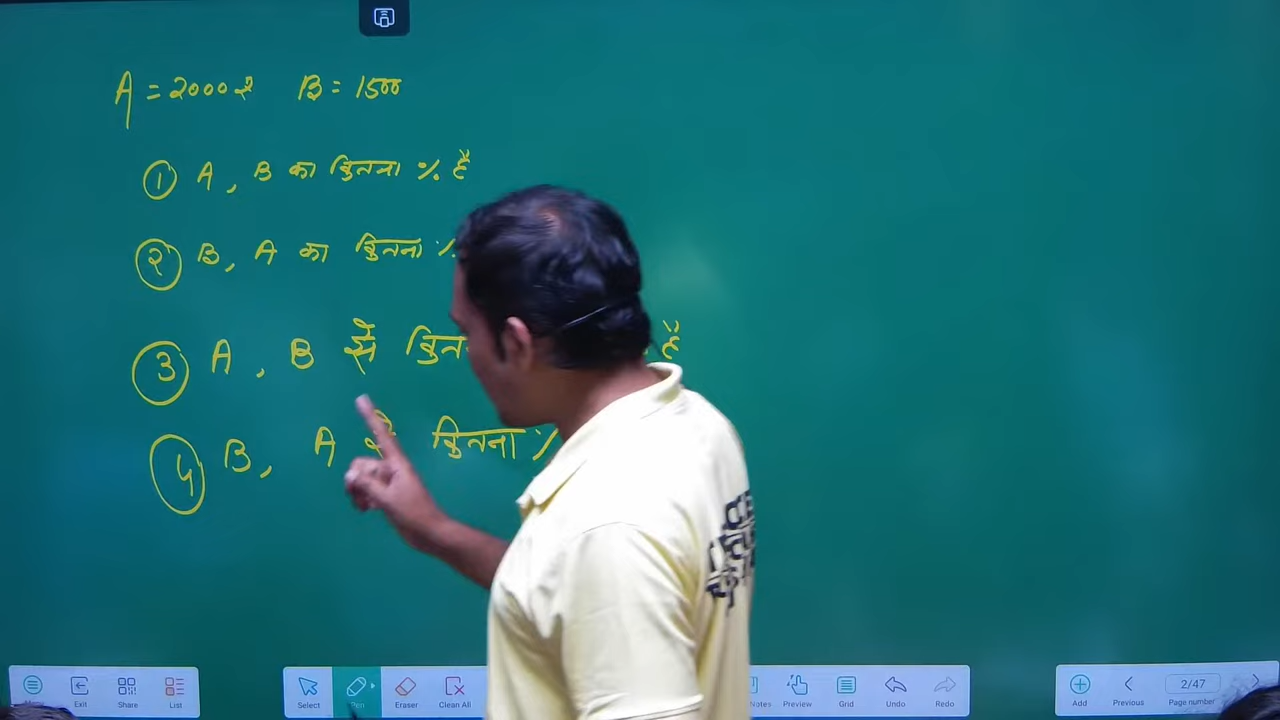 A = 2000₹ B = 1500
① A, B का कितना % है
② B, A का कितना %
③ A, B से है
④ B, A से कितना %
Exit Share List Select Pen Eraser Clean All Notes Preview Grid Undo Redo Add Previous 2/47 Page number